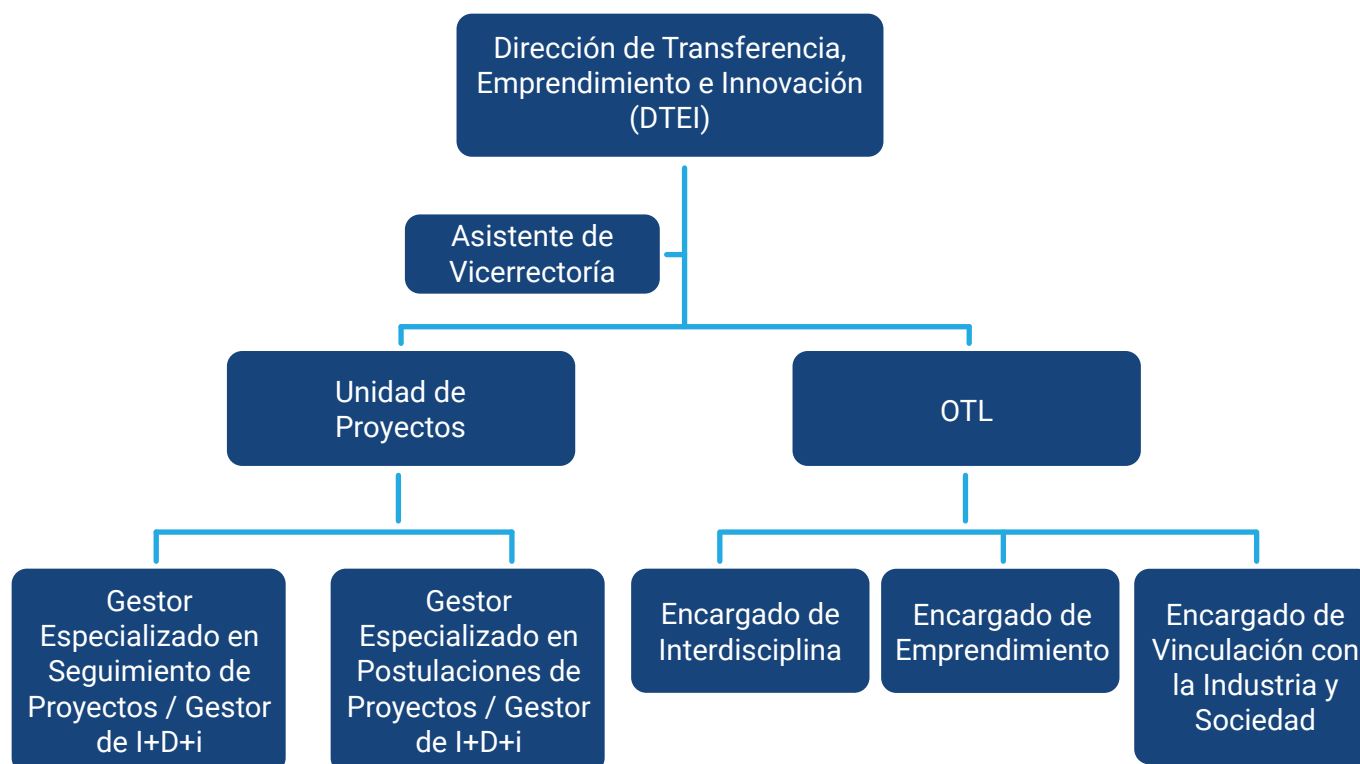 Dirección de Transferencia,
Emprendimiento e Innovación
(DTEI)
Asistente de
Vicerrectoría
Unidad de
Proyectos
OTL
Gestor
Especializado en
Seguimiento de
Proyectos / Gestor
de I+D+i
Gestor
Especializado en
Postulaciones de
Proyectos / Gestor
de I+D+i
Encargado de
Interdisciplina
Encargado de
Emprendimiento
Encargado de
Vinculación con
la Industria y
Sociedad